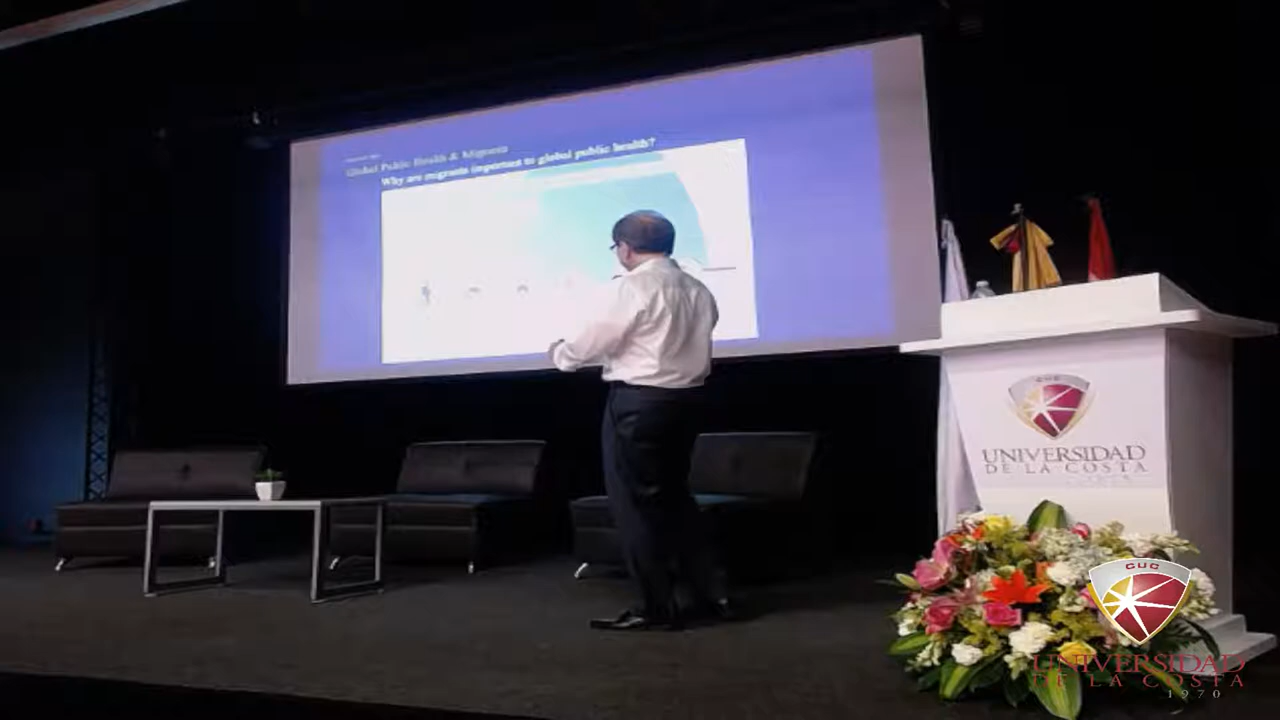 Global Public Health & Migrants
Why are migrants important to global public health?
CUC
UNIVERSIDAD
DE LA COSTA
CUC
UNIVERSIDAD
DE LA COSTA
1970